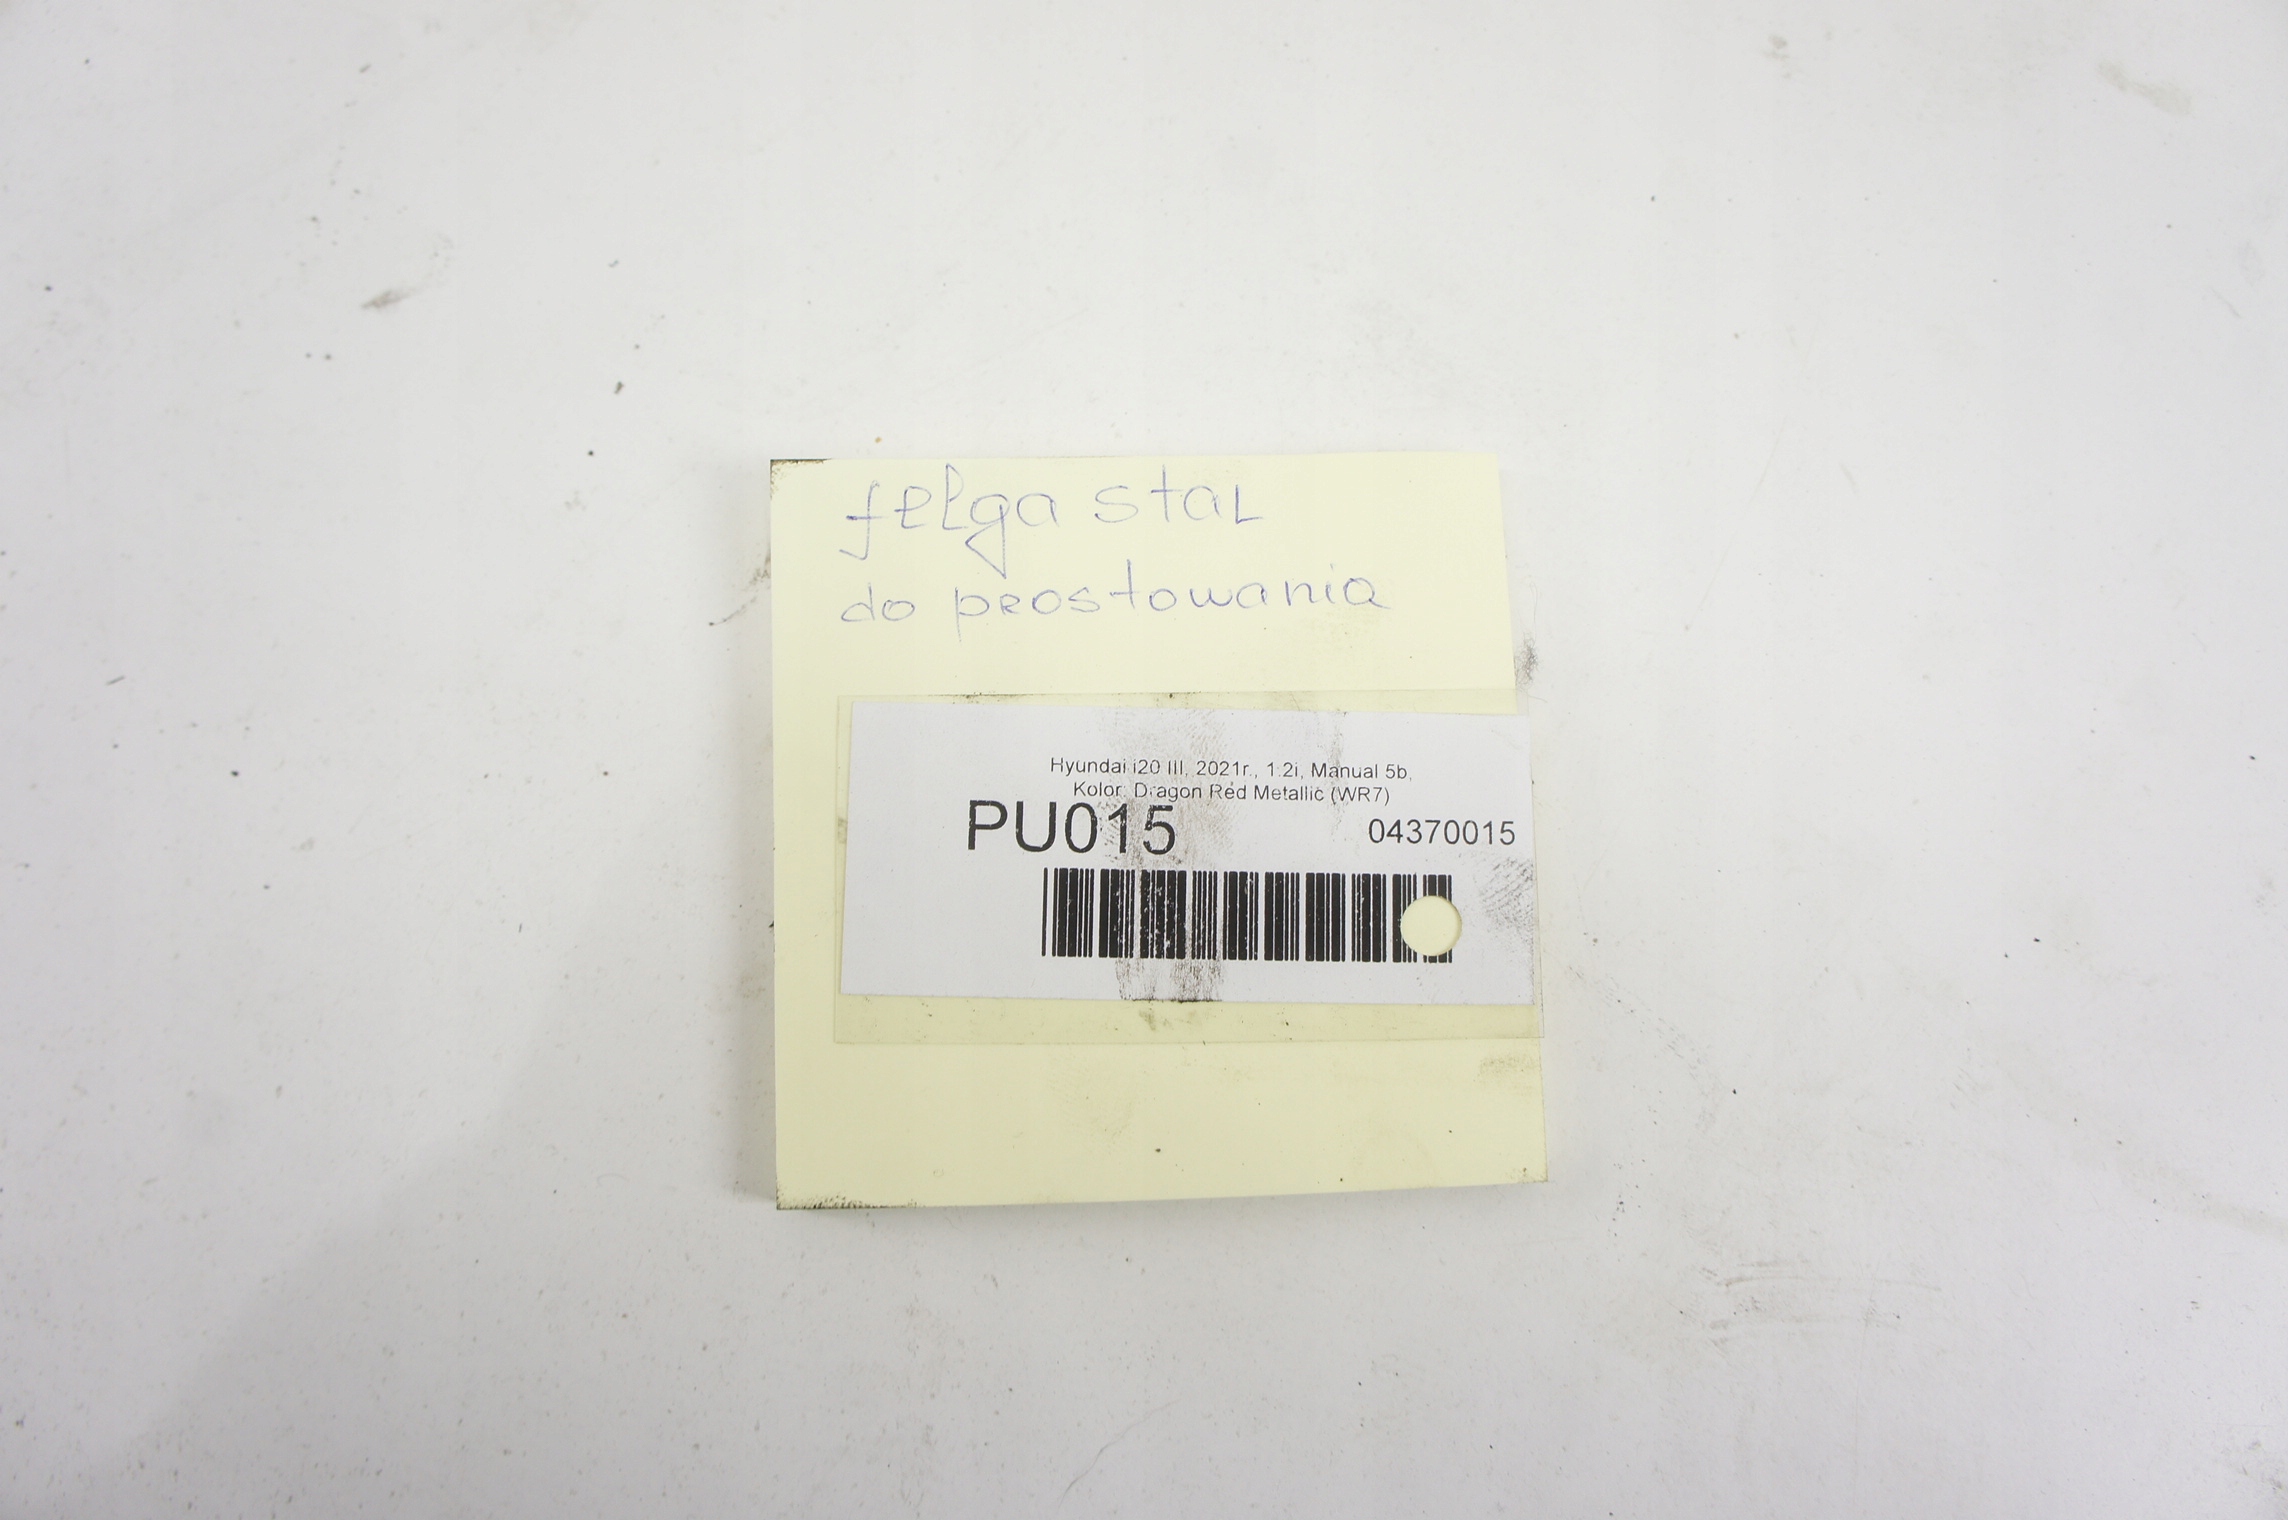 felga stal
do prostowania
Hyundai i20 III, 2021r., 1.2i, Manual 5b,
Kolor: Dragon Red Metallic (WR7)
PU015
04370015